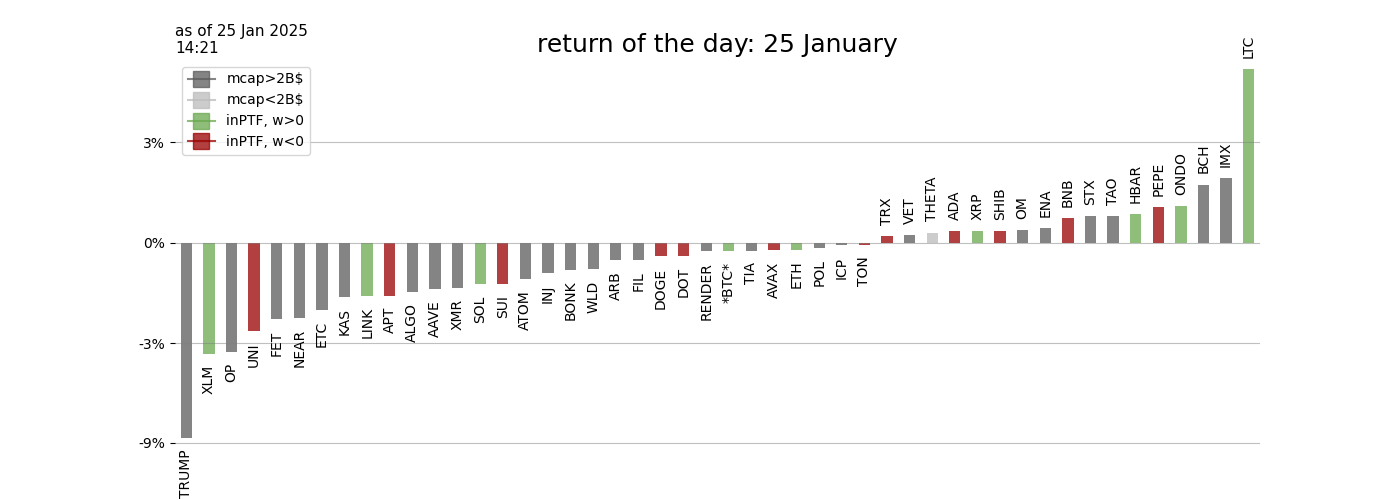 as of 25 Jan 2025
14:21
return of the day: 25 January
mcap>2B$
mcap<2B$
inPTF, w>0
inPTF, w<0
3%
0%
-3%
-9%
TRUMP
XLM
OP
UNI
FET
NEAR
ETC
KAS
LINK
APT
ALGO
AAVE
XMR
SOL
SUI
ATOM
INJ
BONK
WLD
ARB
FIL
DOGE
DOT
RENDER
*BTC*
TIA
AVAX
ETH
POL
ICP
TON
TRX
VET
THETA
ADA
XRP
SHIB
OM
ENA
BNB
STX
TAO
HBAR
PEPE
ONDO
BCH
IMX
LTC